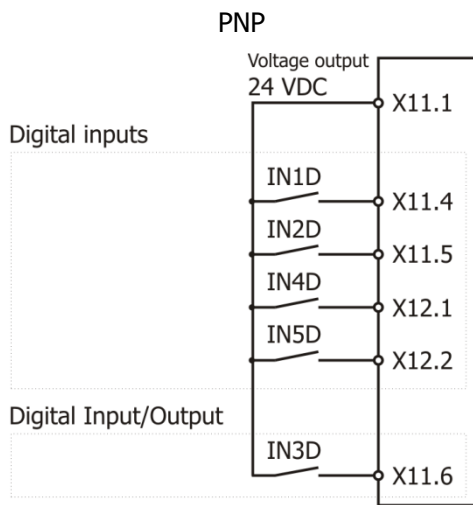 PNP
Voltage output
24 VDC
X11.1
Digital inputs
IN1D
X11.4
IN2D
X11.5
IN4D
X12.1
IN5D
X12.2
Digital Input/Output
IN3D
X11.6